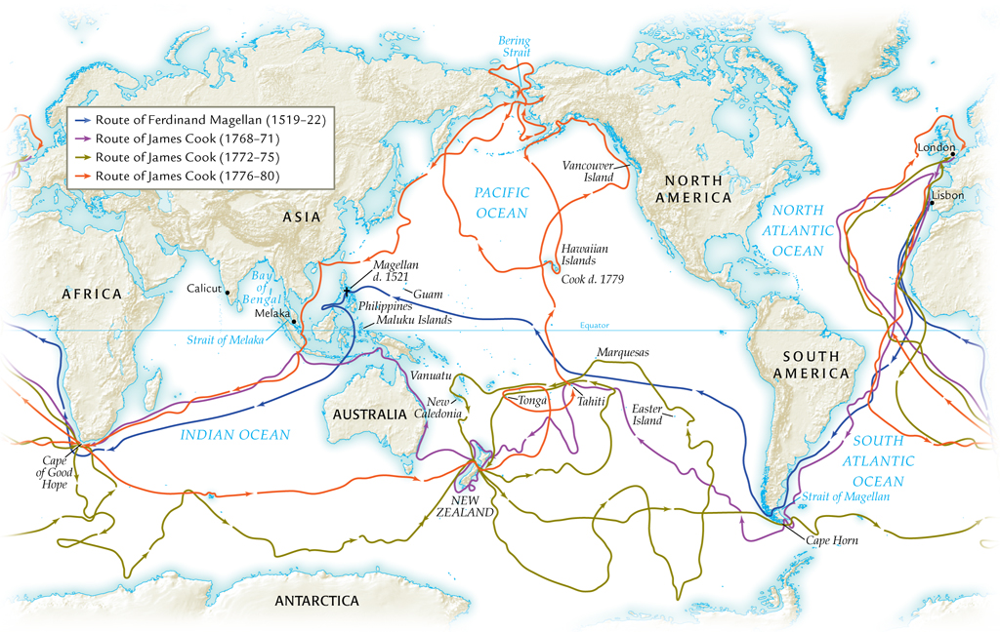 Bering
Strait
Route of Ferdinand Magellan (1519–22)
Route of James Cook (1768–71)
Route of James Cook (1772–75)
Route of James Cook (1776–80)
London
Lisbon
Vancouver
Island
NORTH
AMERICA
PACIFIC
OCEAN
NORTH
ATLANTIC
OCEAN
ASIA
Hawaiian
Islands
Cook d. 1779
Magellan
d. 1521
Bay
of
Bengal
Calicut
AFRICA
Guam
Philippines
Melaka
Maluku Islands
Strait of Melaka
Equator
Marquesas
SOUTH
AMERICA
Vanuatu
New
Caledonia
Tonga
Tahiti
Easter
Island
AUSTRALIA
INDIAN OCEAN
SOUTH
ATLANTIC
OCEAN
Cape
of Good
Hope
Strait of Magellan
NEW
ZEALAND
Cape Horn
ANTARCTICA